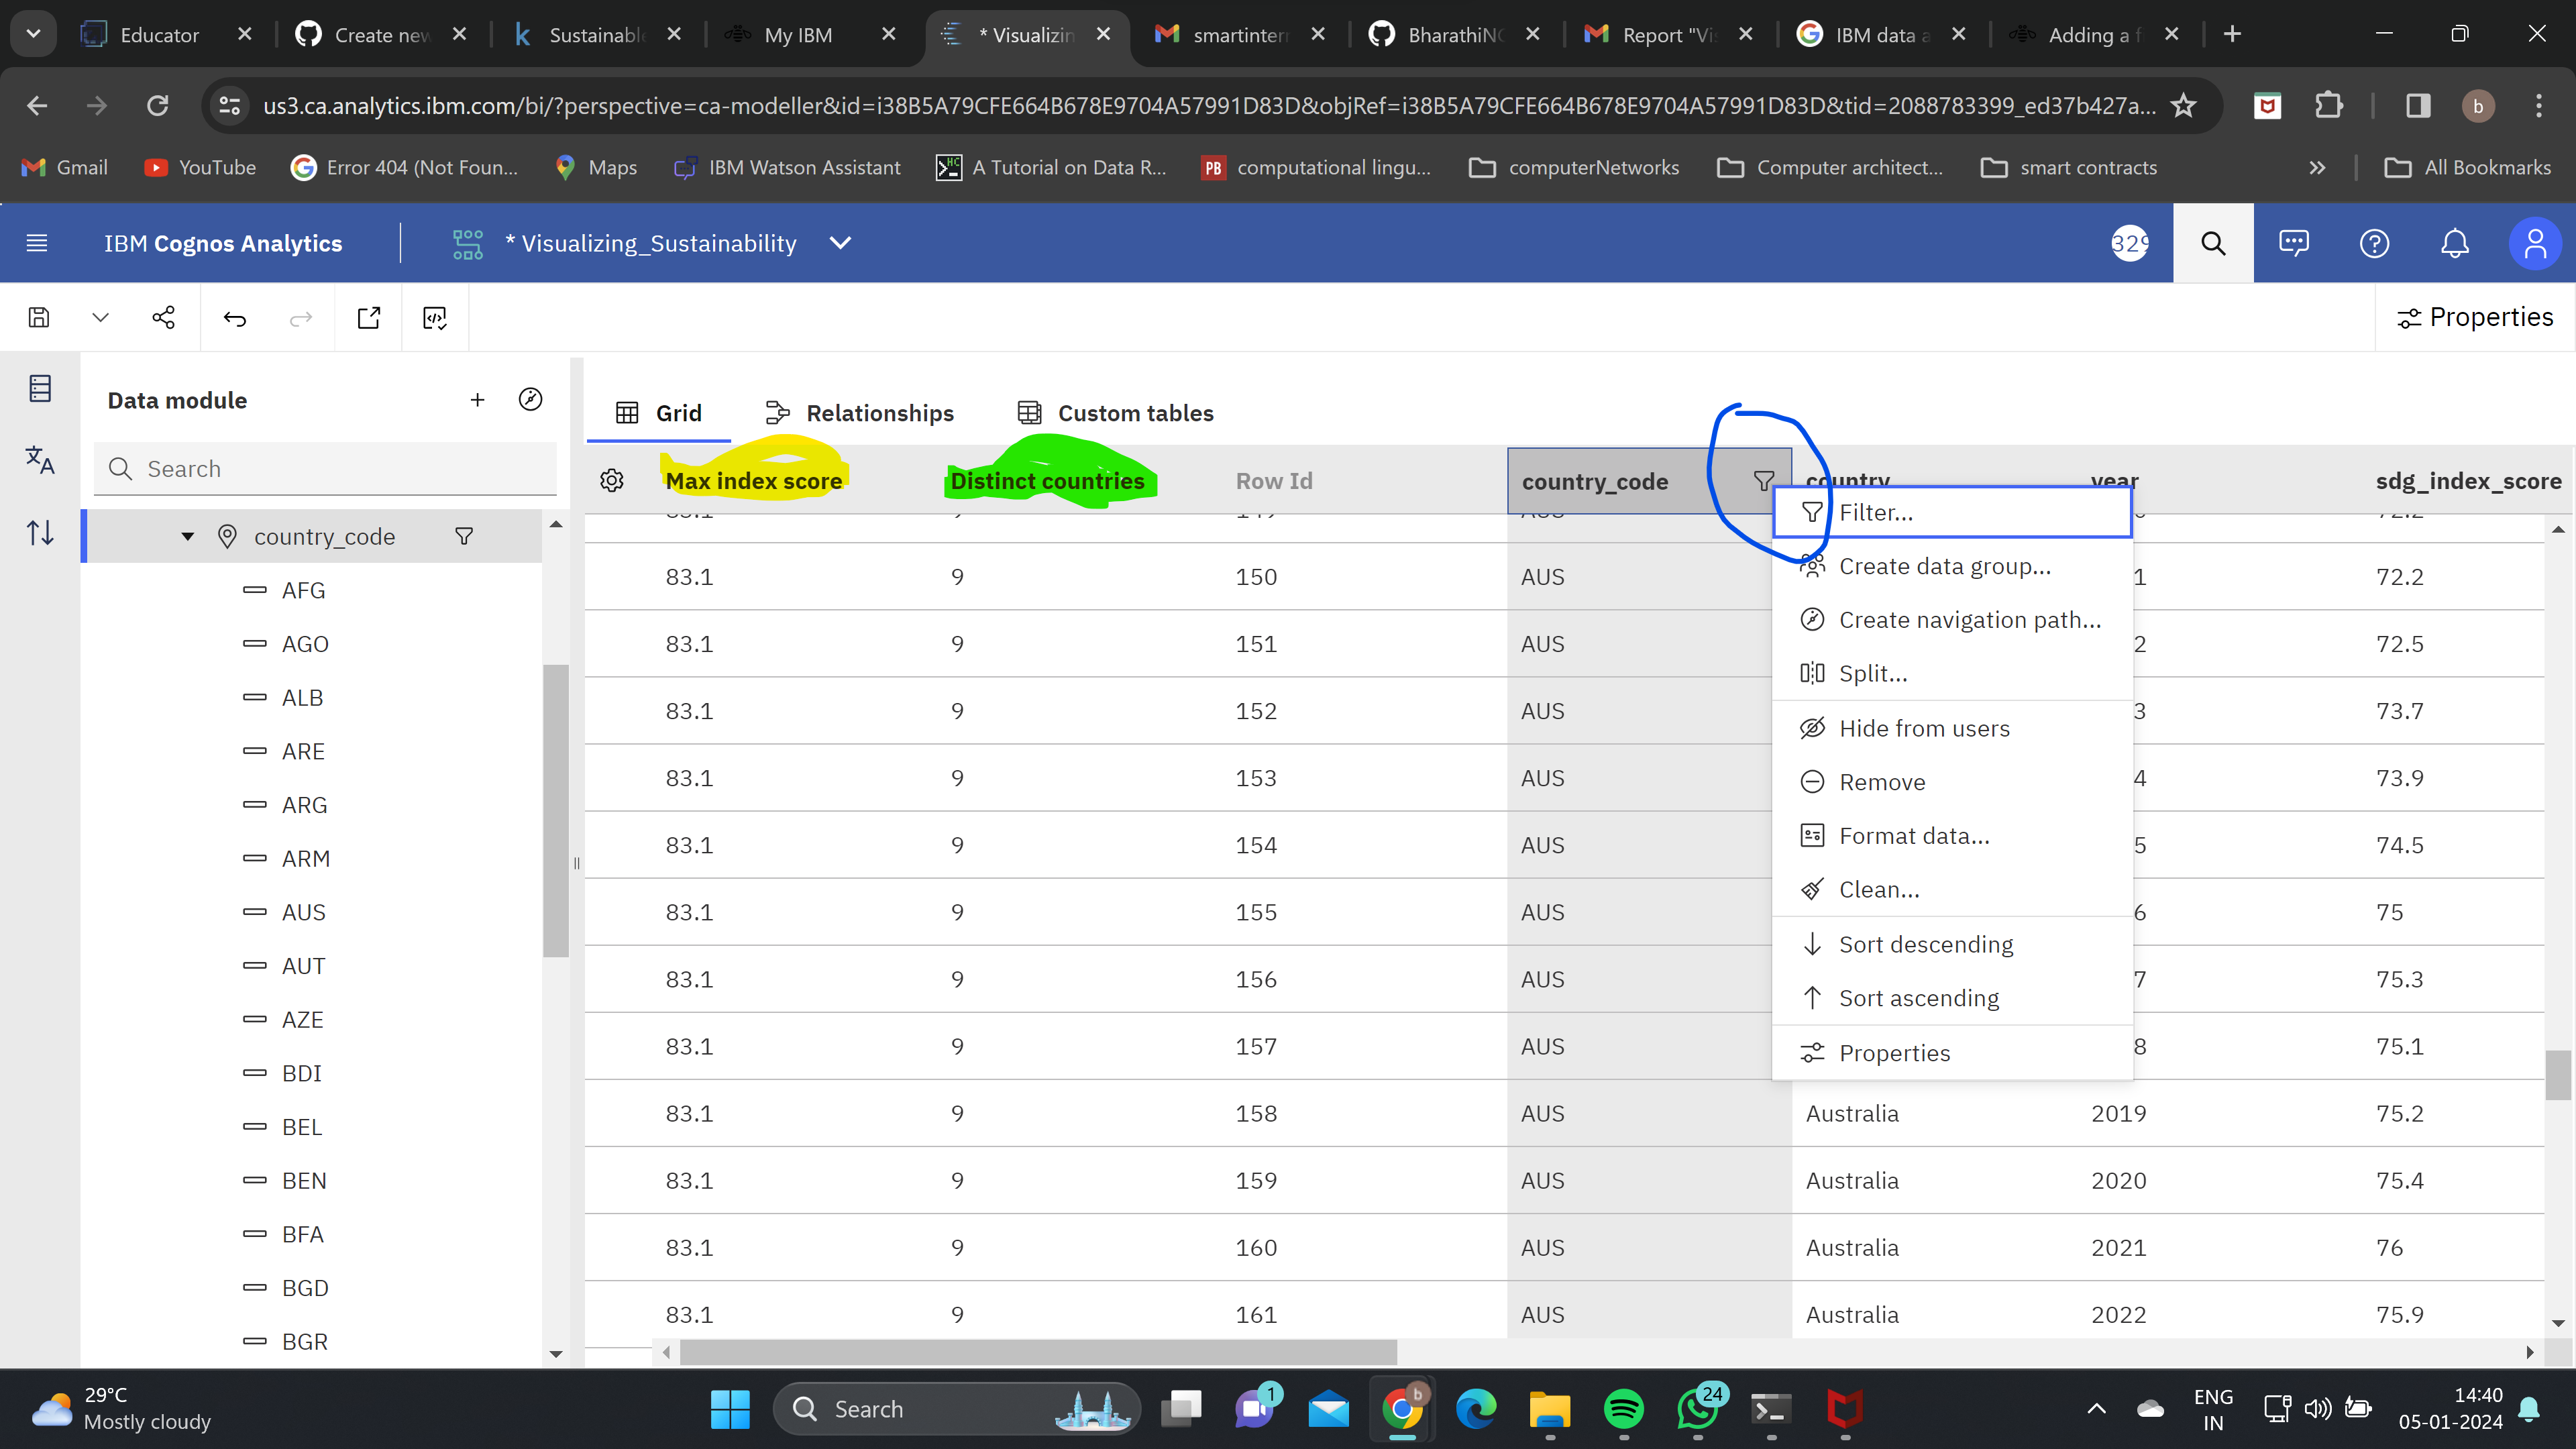 Educator
Create nev
Sustainable
My IBM
* Visualizin
smartintern
BharathiNG
Report "Vis
IBM data a
Adding a f
us3.ca.analytics.ibm.com/bi/?perspective=ca-modeller&id=i38B5A79CFE664B678E9704A57991D83D&objRef=i38B5A79CFE664B678E9704A57991D83D&tid=2088783399_ed37b427a...
b
Gmail
YouTube
Error 404 (Not Foun...
Maps
IBM Watson Assistant
A Tutorial on Data R...
computational lingu...
computerNetworks
Computer architect...
smart contracts
All Bookmarks
IBM Cognos Analytics
* Visualizing_Sustainability
329
Properties
Data module
Search
country_code
AFG
AGO
ALB
ARE
ARG
ARM
AUS
AUT
AZE
BDI
BEL
BEN
BFA
BGD
BGR
Grid
Relationships
Custom tables
Max index score Distinct countries Row Id country_code country year sdg_index_score
83.1 9 150 AUS 1 72.2
83.1 9 151 AUS 2 72.5
83.1 9 152 AUS 3 73.7
83.1 9 153 AUS 4 73.9
83.1 9 154 AUS 5 74.5
83.1 9 155 AUS 6 75
83.1 9 156 AUS 7 75.3
83.1 9 157 AUS 8 75.1
83.1 9 158 AUS Australia 2019 75.2
83.1 9 159 AUS Australia 2020 75.4
83.1 9 160 AUS Australia 2021 76
83.1 9 161 AUS Australia 2022 75.9
Filter...
Create data group...
Create navigation path...
Split...
Hide from users
Remove
Format data...
Clean...
Sort descending
Sort ascending
Properties
29°C
Mostly cloudy
Search
1
b
24
ENG
IN
14:40
05-01-2024